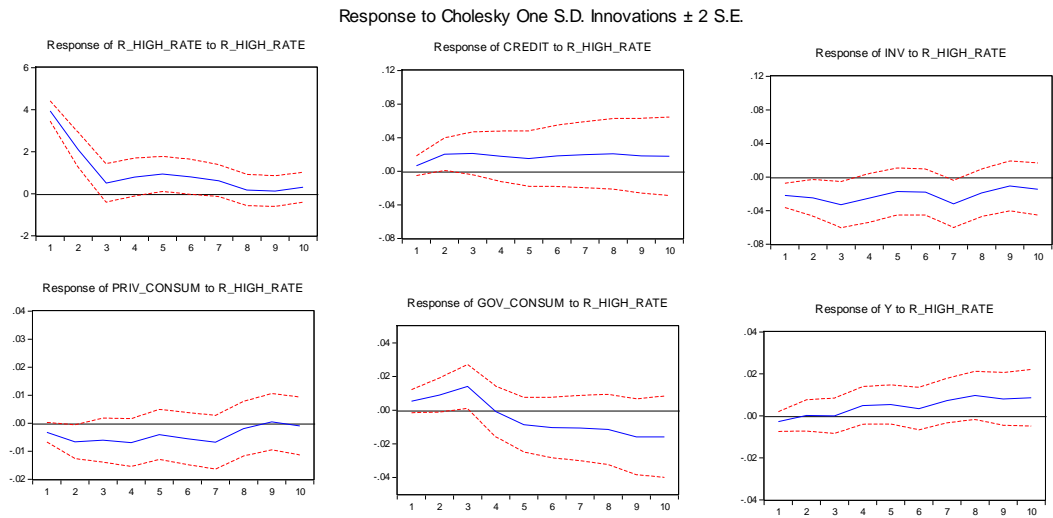 Response to Cholesky One S.D. Innovations ± 2 S.E.
Response of R_HIGH_RATE to R_HIGH_RATE
6
4
2
0
-2
1 2 3 4 5 6 7 8 9 10
Response of CREDIT to R_HIGH_RATE
.12
.08
.04
.00
-.04
-.08
1 2 3 4 5 6 7 8 9 10
Response of INV to R_HIGH_RATE
.12
.08
.04
.00
-.04
-.08
1 2 3 4 5 6 7 8 9 10
Response of PRIV_CONSUM to R_HIGH_RATE
.04
.03
.02
.01
.00
-.01
-.02
1 2 3 4 5 6 7 8 9 10
Response of GOV_CONSUM to R_HIGH_RATE
.04
.02
.00
-.02
-.04
1 2 3 4 5 6 7 8 9 10
Response of Y to R_HIGH_RATE
.04
.02
.00
-.02
-.04
1 2 3 4 5 6 7 8 9 10